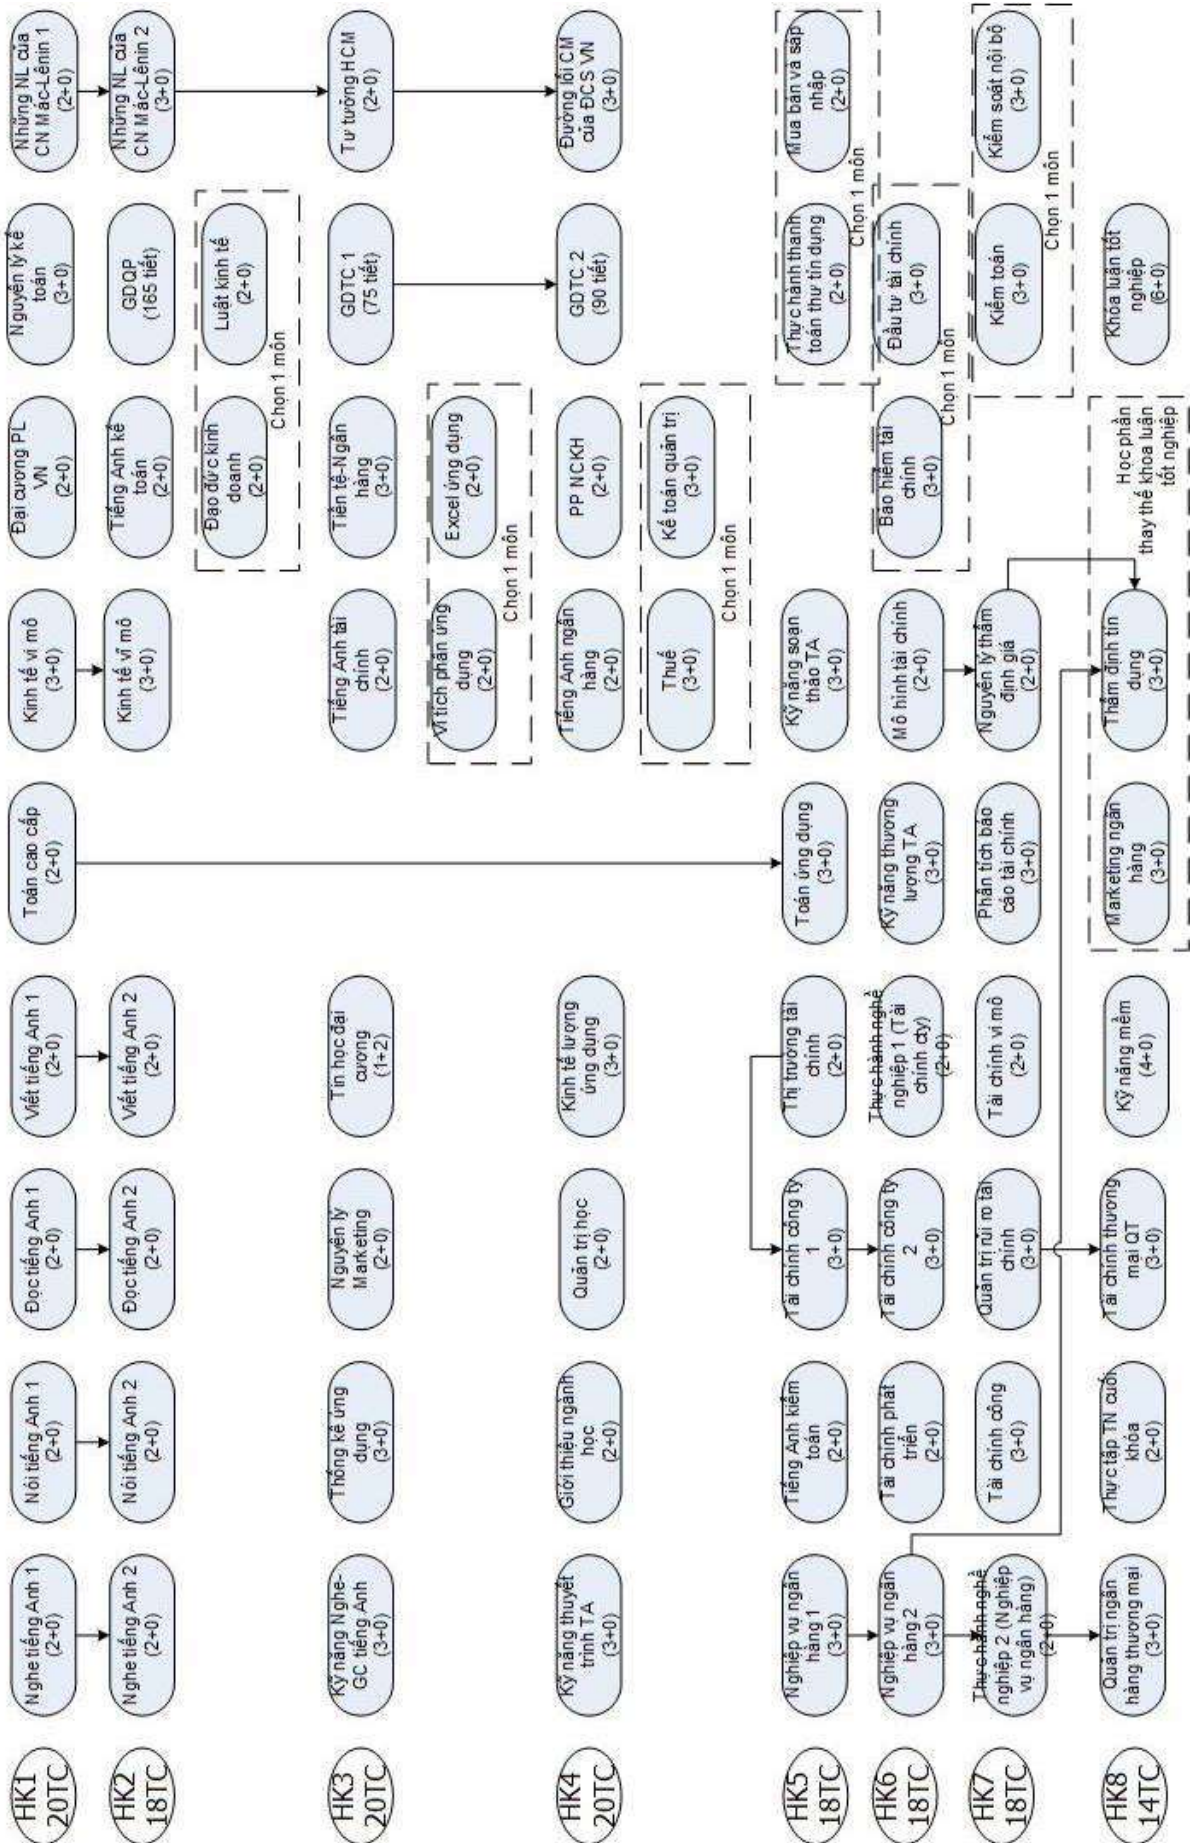 HK1
20TC
Nghe tiếng Anh 1
(2+0)
Nói tiếng Anh 1
(2+0)
Đọc tiếng Anh 1
(2+0)
Viết tiếng Anh 1
(2+0)
Toán cao cấp
(2+0)
Kinh tế vi mô
(3+0)
Đại cương PL
VN
(2+0)
Nguyên lý kế
toán
(3+0)
Những NL của
CN Mác-Lênin 1
(2+0)
HK2
18TC
Nghe tiếng Anh 2
(2+0)
Nói tiếng Anh 2
(2+0)
Đọc tiếng Anh 2
(2+0)
Viết tiếng Anh 2
(2+0)
Kinh tế vĩ mô
(3+0)
Tiếng Anh kế
toán
(2+0)
GDQP
(165 tiết)
Những NL của
CN Mác-Lênin 2
(3+0)
Đạo đức kinh
doanh
(2+0)
Luật kinh tế
(2+0)
Chọn 1 môn
HK3
20TC
Kỹ năng Nghe-
GC tiếng Anh
(3+0)
Thống kê ứng
dụng
(3+0)
Nguyên lý
Marketing
(2+0)
Tin học đại
cương
(1+2)
Tiếng Anh tài
chính
(2+0)
Tiền tệ-Ngân
hàng
(3+0)
GDTC 1
(75 tiết)
Tư tưởng HCM
(2+0)
Vi tích phân ứng
dụng
(2+0)
Excel ứng dụng
(2+0)
Chọn 1 môn
HK4
20TC
Kỹ năng thuyết
trình TA
(3+0)
Giới thiệu ngành
học
(2+0)
Quản trị học
(2+0)
Kinh tế lượng
ứng dụng
(3+0)
Tiếng Anh ngân
hàng
(2+0)
PP NCKH
(2+0)
GDTC 2
(90 tiết)
Đường lối CM
của ĐCS VN
(3+0)
Thuế
(3+0)
Kế toán quản trị
(3+0)
Chọn 1 môn
HK5
18TC
Nghiệp vụ ngân
hàng 1
(3+0)
Tiếng Anh kiểm
toán
(2+0)
Tài chính công ty
1
(3+0)
Thị trường tài
chính
(2+0)
Toán ứng dụng
(3+0)
Kỹ năng soạn
thảo TA
(3+0)
Thực hành thanh
toán thư tín dụng
(2+0)
Mua bán và sáp
nhập
(2+0)
Chọn 1 môn
HK6
18TC
Nghiệp vụ ngân
hàng 2
(3+0)
Tài chính phát
triển
(2+0)
Tài chính công ty
2
(3+0)
Thực hành nghề
nghiệp 1 (Tài
chính cty)
(2+0)
Kỹ năng thương
lượng TA
(3+0)
Mô hình tài chính
(2+0)
Bảo hiểm tài
chính
(3+0)
Đầu tư tài chính
(3+0)
Chọn 1 môn
HK7
18TC
Thực hành nghề
nghiệp 2 (Nghiệp
vụ ngân hàng)
(2+0)
Tài chính công
(3+0)
Quản trị rủi ro tài
chính
(3+0)
Tài chính vi mô
(2+0)
Phân tích báo
cáo tài chính
(3+0)
Nguyên lý thẩm
định giá
(2+0)
Kiểm toán
(3+0)
Kiểm soát nội bộ
(3+0)
Chọn 1 môn
HK8
14TC
Quản trị ngân
hàng thương mại
(3+0)
Thực tập TN cuối
khóa
(2+0)
Tài chính thương
mại QT
(3+0)
Kỹ năng mềm
(4+0)
Marketing ngân
hàng
(3+0)
Thẩm định tín
dụng
(3+0)
Học phần
thay thế khoa luận
tốt nghiệp
Khóa luận tốt
nghiệp
(6+0)